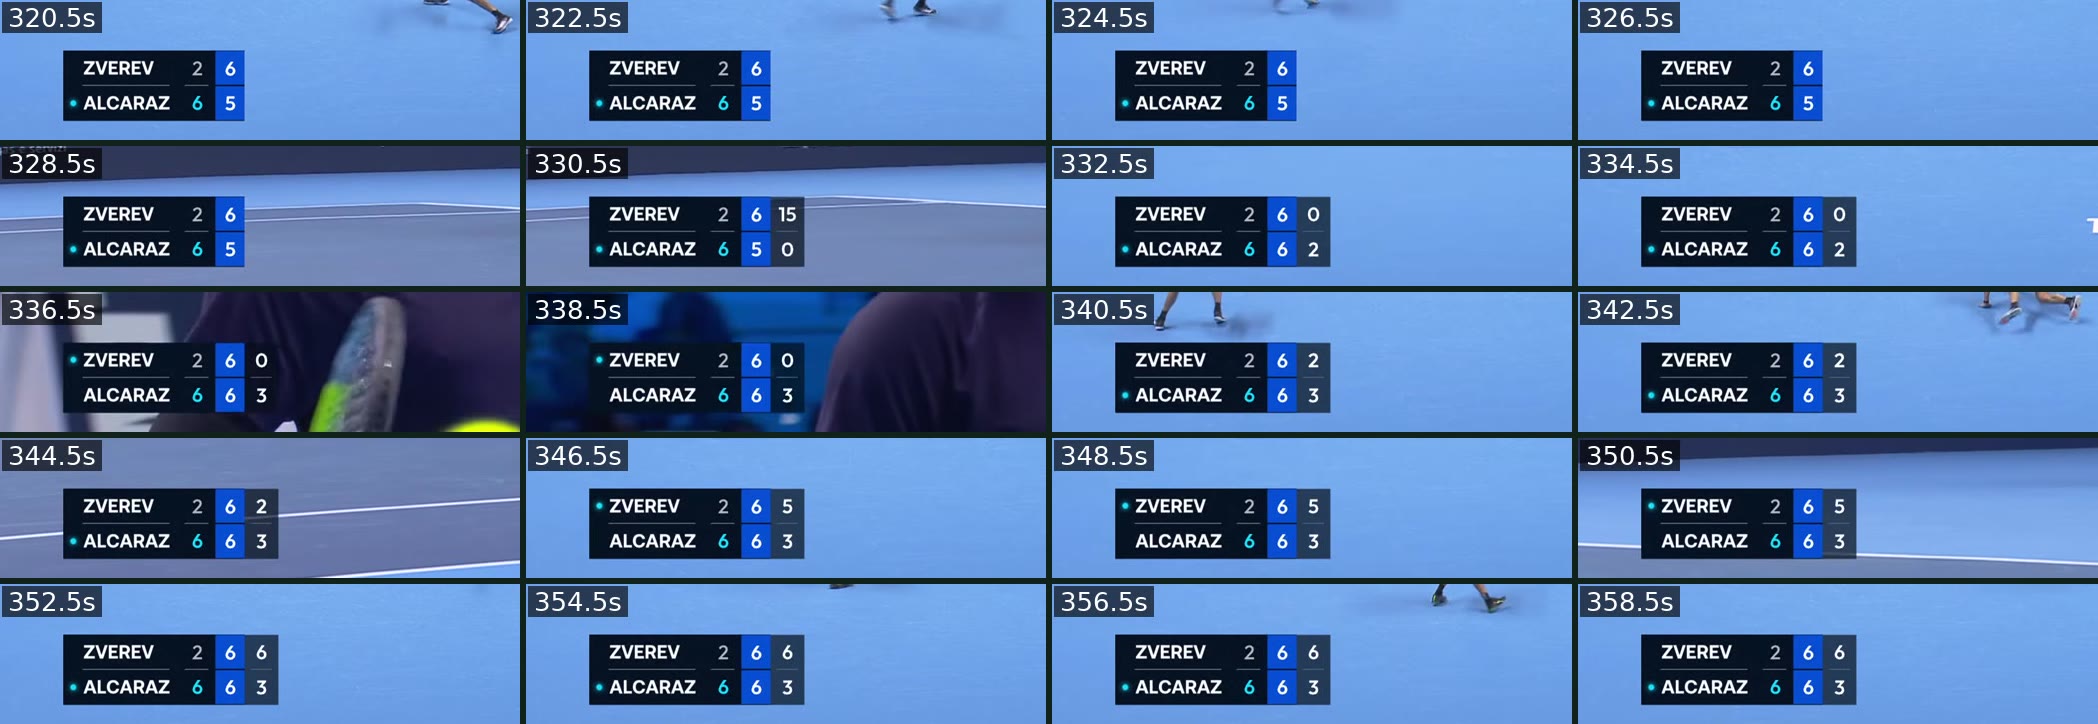 320.5s
ZVEREV 2 6
ALCARAZ 6 5
322.5s
ZVEREV 2 6
ALCARAZ 6 5
324.5s
ZVEREV 2 6
ALCARAZ 6 5
326.5s
ZVEREV 2 6
ALCARAZ 6 5
328.5s
ZVEREV 2 6
ALCARAZ 6 5
330.5s
ZVEREV 2 6 15
ALCARAZ 6 5 0
332.5s
ZVEREV 2 6 0
ALCARAZ 6 6 2
334.5s
ZVEREV 2 6 0
ALCARAZ 6 6 2
336.5s
ZVEREV 2 6 0
ALCARAZ 6 6 3
338.5s
ZVEREV 2 6 0
ALCARAZ 6 6 3
340.5s
ZVEREV 2 6 2
ALCARAZ 6 6 3
342.5s
ZVEREV 2 6 2
ALCARAZ 6 6 3
344.5s
ZVEREV 2 6 2
ALCARAZ 6 6 3
346.5s
ZVEREV 2 6 5
ALCARAZ 6 6 3
348.5s
ZVEREV 2 6 5
ALCARAZ 6 6 3
350.5s
ZVEREV 2 6 5
ALCARAZ 6 6 3
352.5s
ZVEREV 2 6 6
ALCARAZ 6 6 3
354.5s
ZVEREV 2 6 6
ALCARAZ 6 6 3
356.5s
ZVEREV 2 6 6
ALCARAZ 6 6 3
358.5s
ZVEREV 2 6 6
ALCARAZ 6 6 3